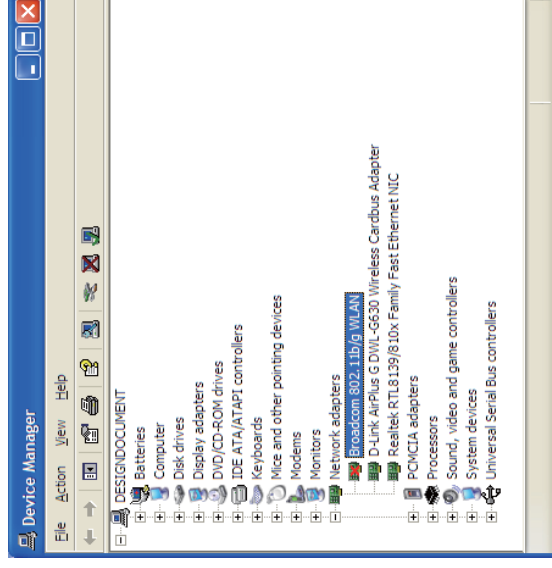 Device Manager
File Action View Help
DESIGNDOCUMENT
Batteries
Computer
Disk drives
Display adapters
DVD/CD-ROM drives
IDE ATA/ATAPI controllers
Keyboards
Mice and other pointing devices
Modems
Monitors
Network adapters
Broadcom 802.11b/g WLAN
D-Link AirPlus G DWL-G630 Wireless Cardbus Adapter
Realtek RTL8139/810x Family Fast Ethernet NIC
PCMCIA adapters
Processors
Sound, video and game controllers
System devices
Universal Serial Bus controllers